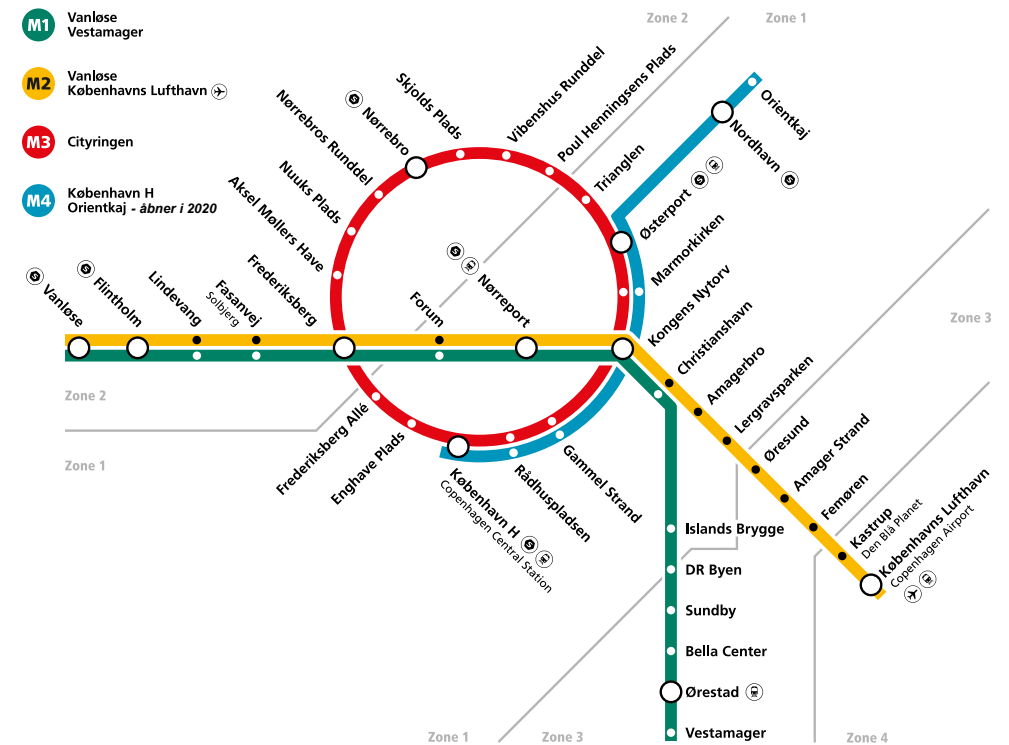 M1
Vanløse
Vestamager
M2
Vanløse
Københavns Lufthavn
M3
Cityringen
M4
København H
Orientkaj - åbner i 2020
Zone 2
Zone 1
Skjolds Plads
Vibenshus Runddel
Poul Henningsens Plads
Nørrebro
Nørrebros Runddel
Trianglen
Orientkaj
Nordhavn
Nuuks Plads
Østerport
Aksel Møllers Have
Marmorkirken
Frederiksberg
Nørreport
Forum
Kongens Nytorv
Vanløse
Flintholm
Lindevang
Fasanvej
Solbjerg
Christianshavn
Amagerbro
Lergravsparken
Øresund
Amager Strand
Femøren
Kastrup
Den Blå Planet
Københavns Lufthavn
Copenhagen Airport
Zone 3
Zone 2
Zone 1
Frederiksberg Allé
Enghave Plads
København H
Copenhagen Central Station
Rådhuspladsen
Gammel Strand
Islands Brygge
DR Byen
Sundby
Bella Center
Ørestad
Vestamager
Zone 1
Zone 3
Zone 4